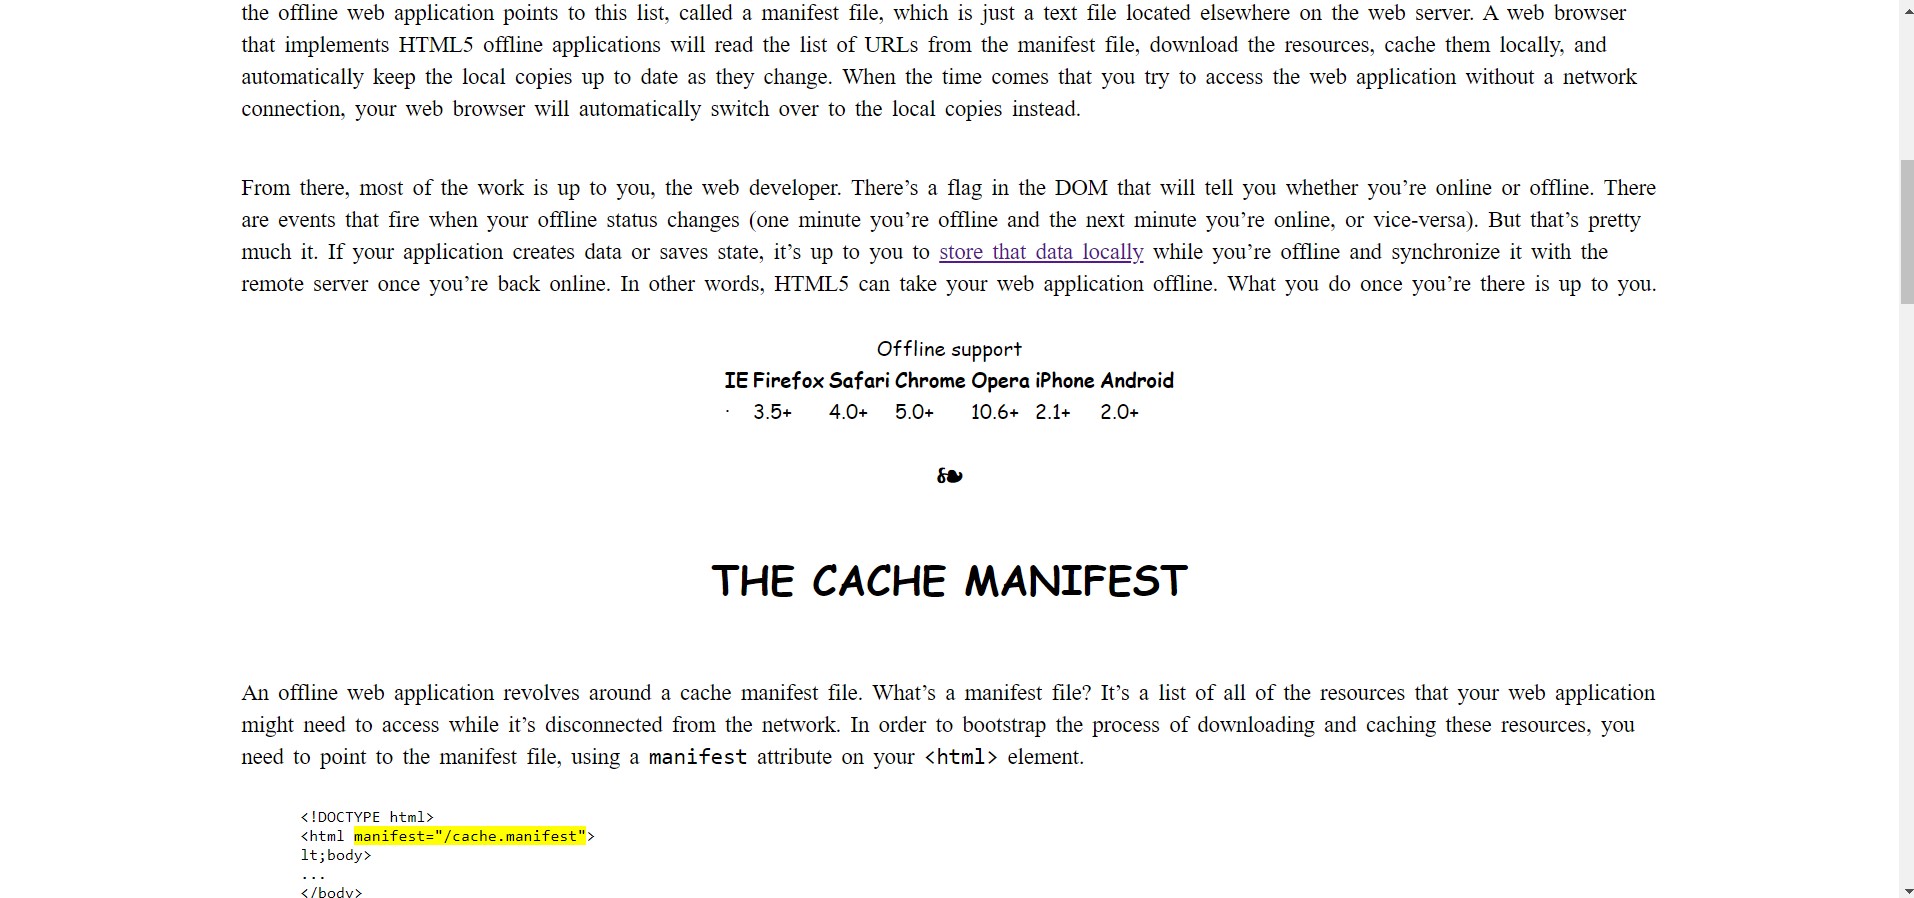 the offline web application points to this list, called a manifest file, which is just a text file located elsewhere on the web server. A web browser
that implements HTML5 offline applications will read the list of URLs from the manifest file, download the resources, cache them locally, and
automatically keep the local copies up to date as they change. When the time comes that you try to access the web application without a network
connection, your web browser will automatically switch over to the local copies instead.
From there, most of the work is up to you, the web developer. There’s a flag in the DOM that will tell you whether you’re online or offline. There
are events that fire when your offline status changes (one minute you’re offline and the next minute you’re online, or vice-versa). But that’s pretty
much it. If your application creates data or saves state, it’s up to you to store that data locally while you’re offline and synchronize it with the
remote server once you’re back online. In other words, HTML5 can take your web application offline. What you do once you’re there is up to you.
Offline support
IE Firefox Safari Chrome Opera iPhone Android
· 3.5+ 4.0+ 5.0+ 10.6+ 2.1+ 2.0+
❧
THE CACHE MANIFEST
An offline web application revolves around a cache manifest file. What’s a manifest file? It’s a list of all of the resources that your web application
might need to access while it’s disconnected from the network. In order to bootstrap the process of downloading and caching these resources, you
need to point to the manifest file, using a manifest attribute on your <html> element.
<!DOCTYPE html>
<html manifest="/cache.manifest">
lt;body>
...
</body>